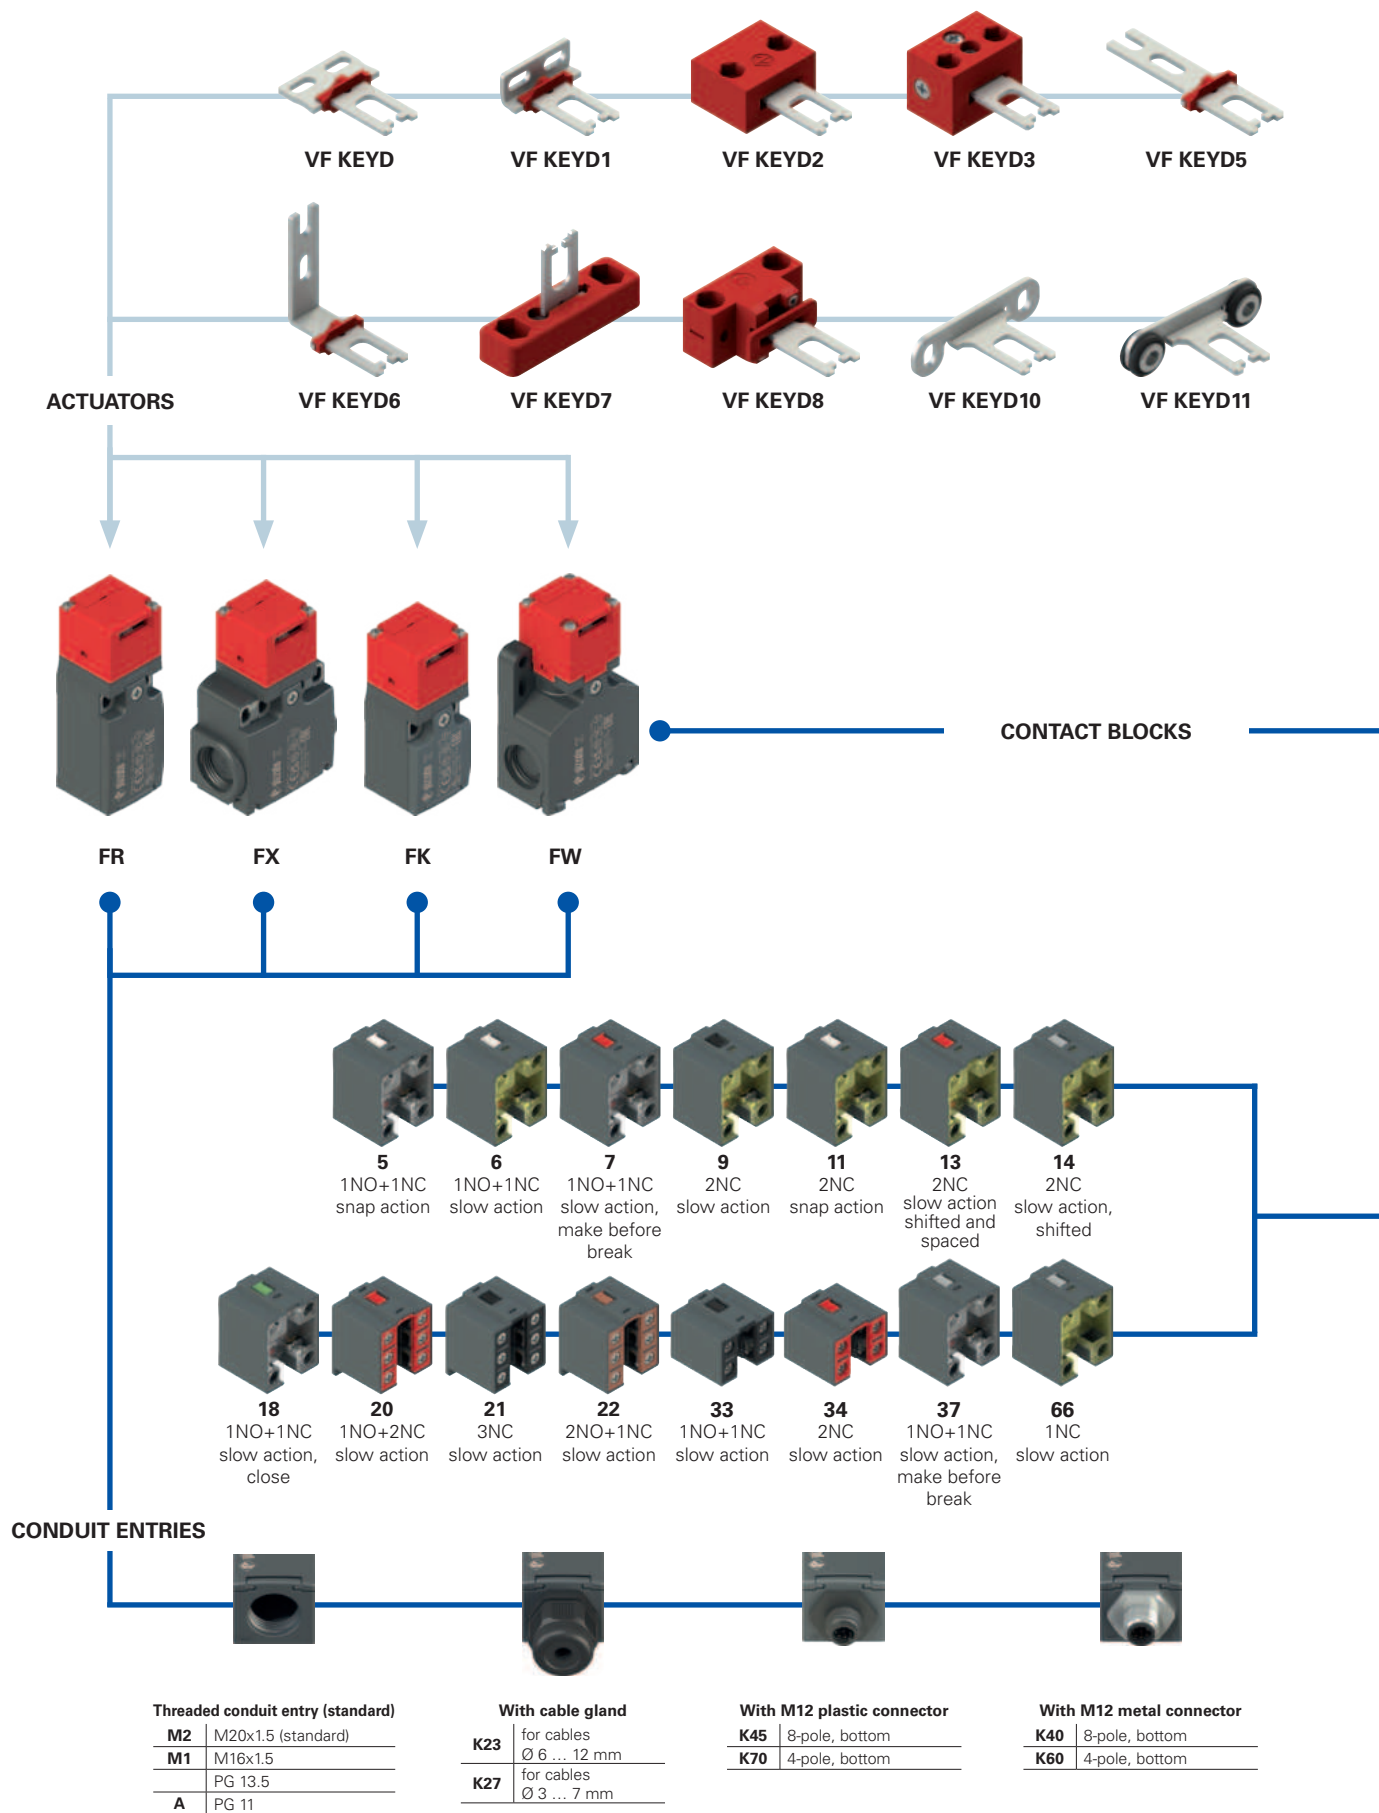 VF KEYD VF KEYD1 VF KEYD2 VF KEYD3 VF KEYD5
VF KEYD6 VF KEYD7 VF KEYD8 VF KEYD10 VF KEYD11
ACTUATORS
CONTACT BLOCKS
FR FX FK FW
5 6 7 9 11 13 14
1NO+1NC 1NO+1NC 1NO+1NC 2NC 2NC 2NC 2NC
snap action slow action slow action, slow action snap action slow action slow action,
make before shifted and shifted
break spaced
18 20 21 22 33 34 37 66
1NO+1NC 1NO+2NC 3NC 2NO+1NC 1NO+1NC 2NC 1NO+1NC 1NC
slow action, slow action slow action slow action slow action slow action slow action, slow action
close make before
break
CONDUIT ENTRIES
Threaded conduit entry (standard)
M2 M20x1.5 (standard)
M1 M16x1.5
PG 13.5
A PG 11
With cable gland
K23 for cables
Ø 6 … 12 mm
K27 for cables
Ø 3 … 7 mm
With M12 plastic connector
K45 8-pole, bottom
K70 4-pole, bottom
With M12 metal connector
K40 8-pole, bottom
K60 4-pole, bottom